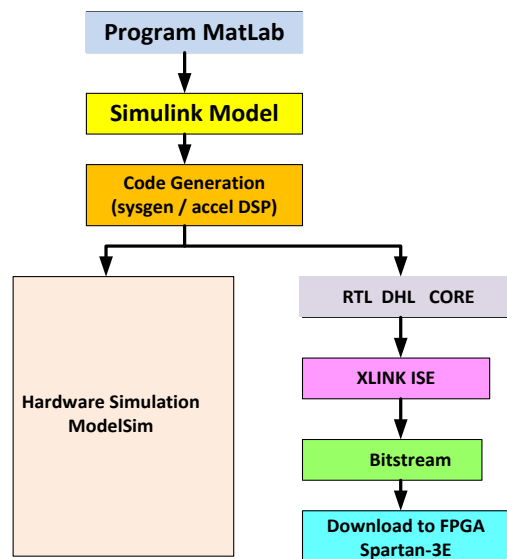 Program MatLab
Simulink Model
Code Generation
(sysgen / accel DSP)
Hardware Simulation
ModelSim
RTL DHL CORE
XLINK ISE
Bitstream
Download to FPGA
Spartan-3E